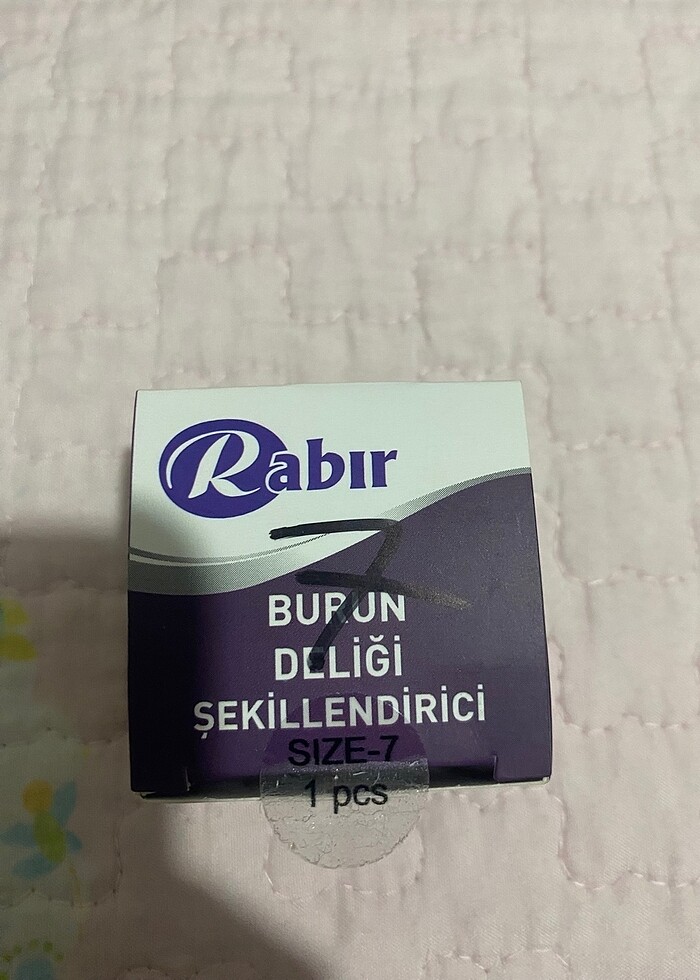 Rabır
7
BURUN
DELİĞİ
ŞEKİLLENDİRİCİ
SIZE-7
1 pcs